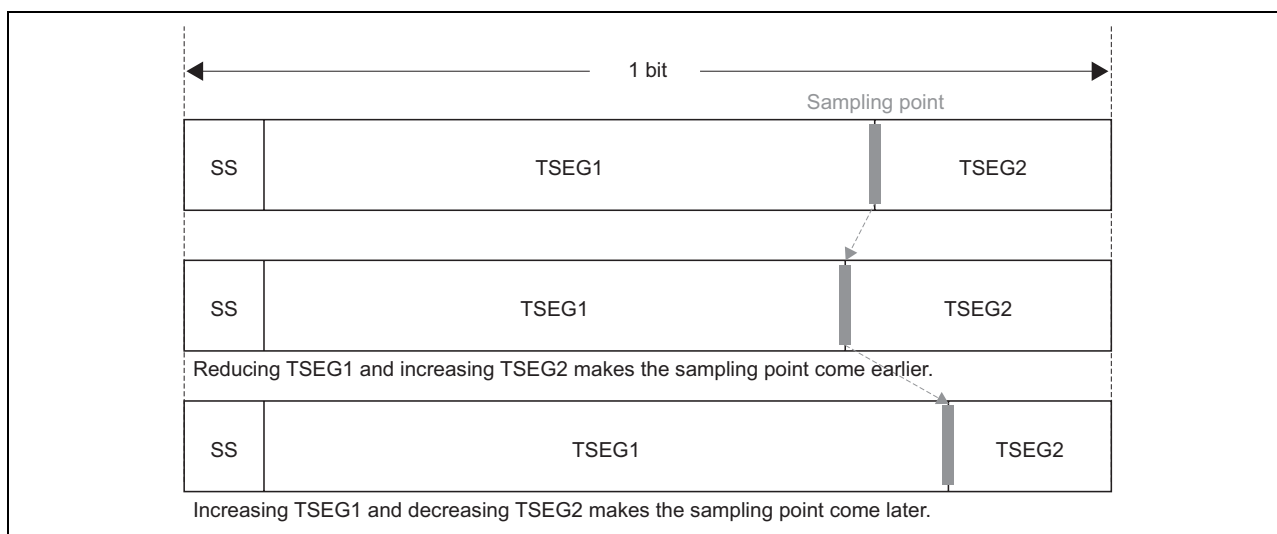 1 bit
Sampling point
SS TSEG1 TSEG2
SS TSEG1 TSEG2
Reducing TSEG1 and increasing TSEG2 makes the sampling point come earlier.
SS TSEG1 TSEG2
Increasing TSEG1 and decreasing TSEG2 makes the sampling point come later.